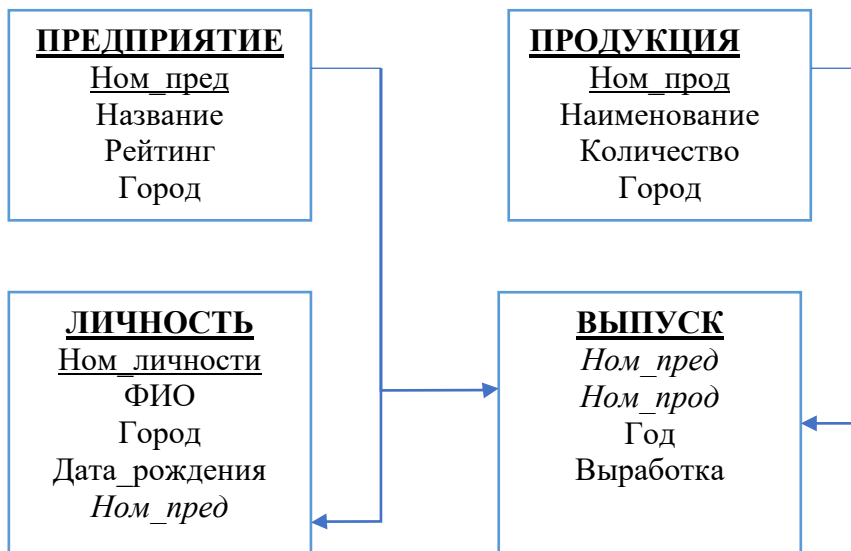 ПРЕДПРИЯТИЕ
Ном_пред
Название
Рейтинг
Город
ПРОДУКЦИЯ
Ном_прод
Наименование
Количество
Город
ЛИЧНОСТЬ
Ном_личности
ФИО
Город
Дата_рождения
Ном_пред
ВЫПУСК
Ном_пред
Ном_прод
Год
Выработка